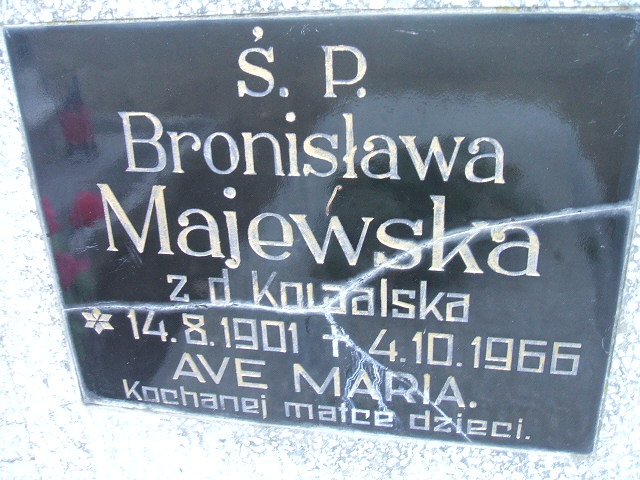 Ś. P.
Bronisława
Majewska
z d Kowalska
* 14.8.1901 + 4.10.1966
AVE MARIA.
Kochanej matce dzieci.